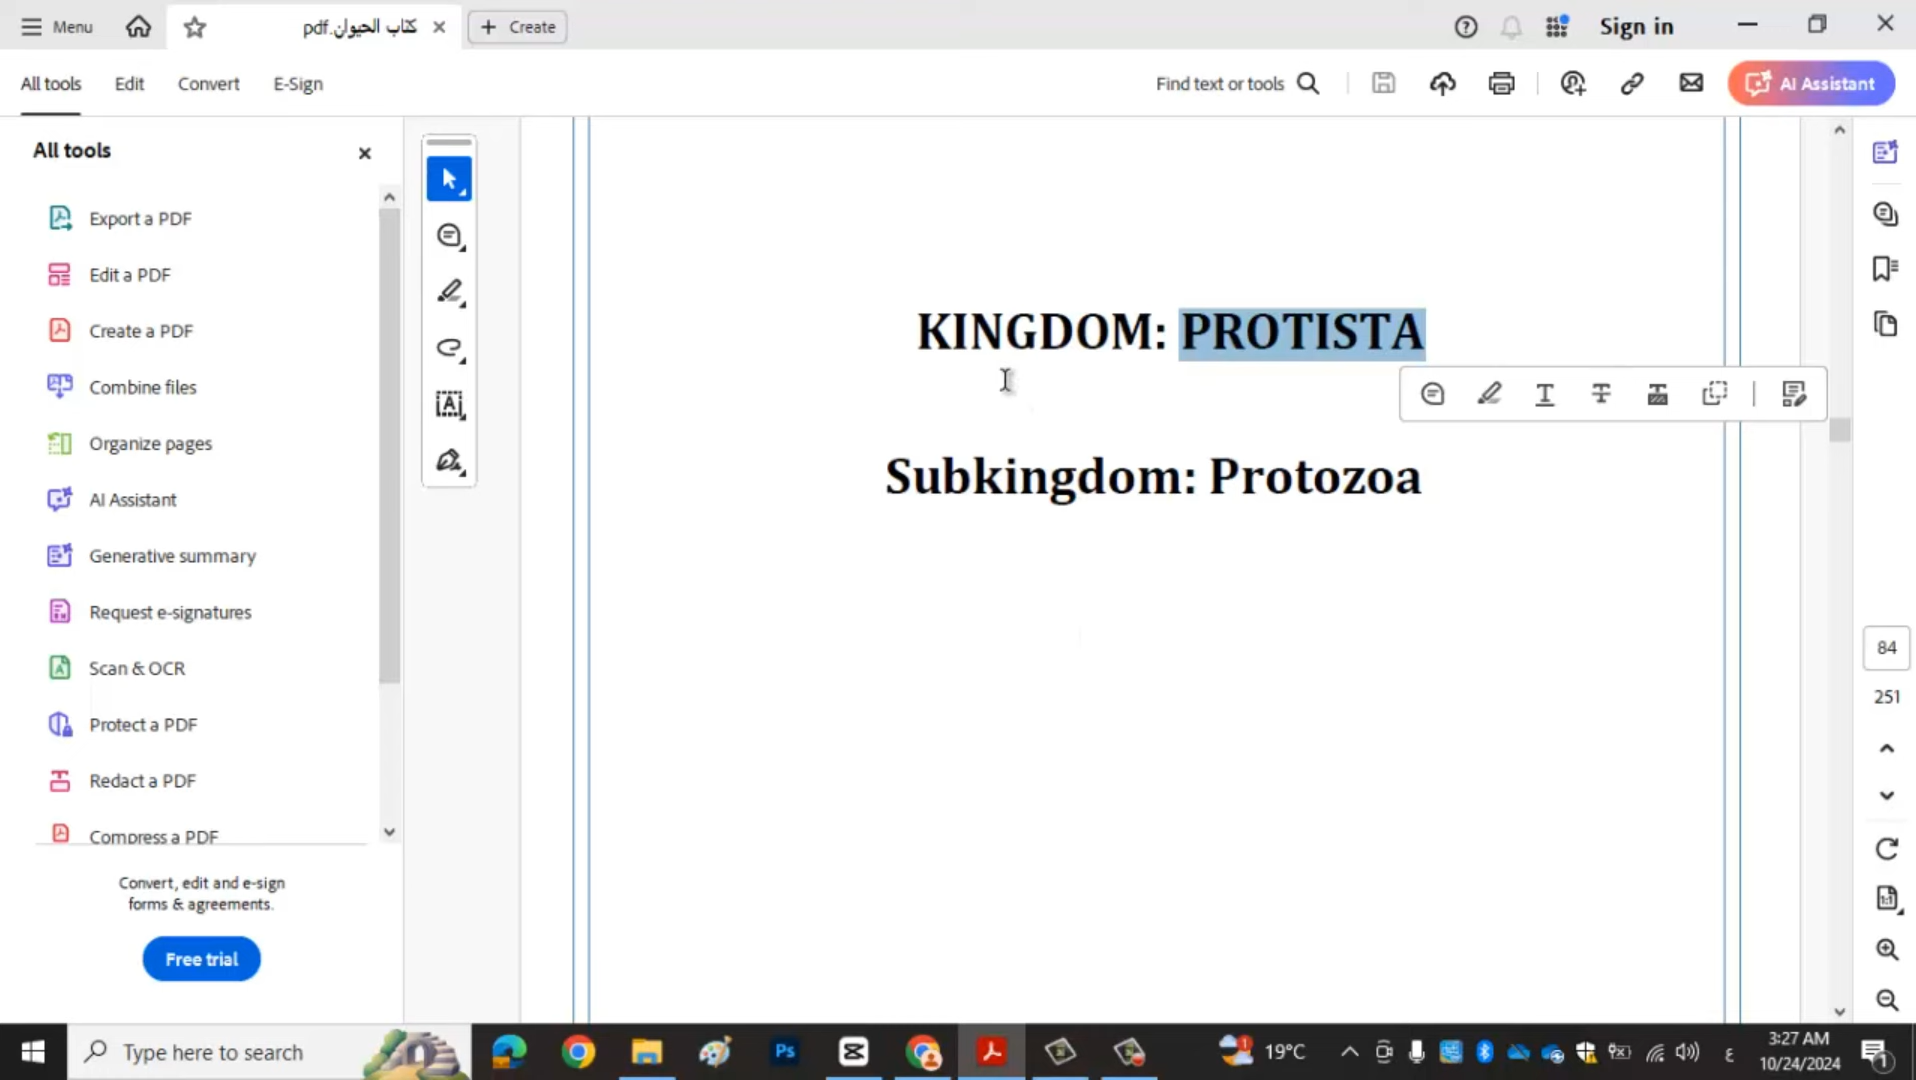 Menu
كتاب الحيوان.pdf
Create
Sign in
All tools
Edit
Convert
E-Sign
Find text or tools
AI Assistant
All tools
Export a PDF
Edit a PDF
Create a PDF
Combine files
Organize pages
AI Assistant
Generative summary
Request e-signatures
Scan & OCR
Protect a PDF
Redact a PDF
Compress a PDF
Convert, edit and e-sign
forms & agreements.
Free trial
KINGDOM: PROTISTA
Subkingdom: Protozoa
84
251
Type here to search
Ps
19°C
ع
3:27 AM
10/24/2024
1